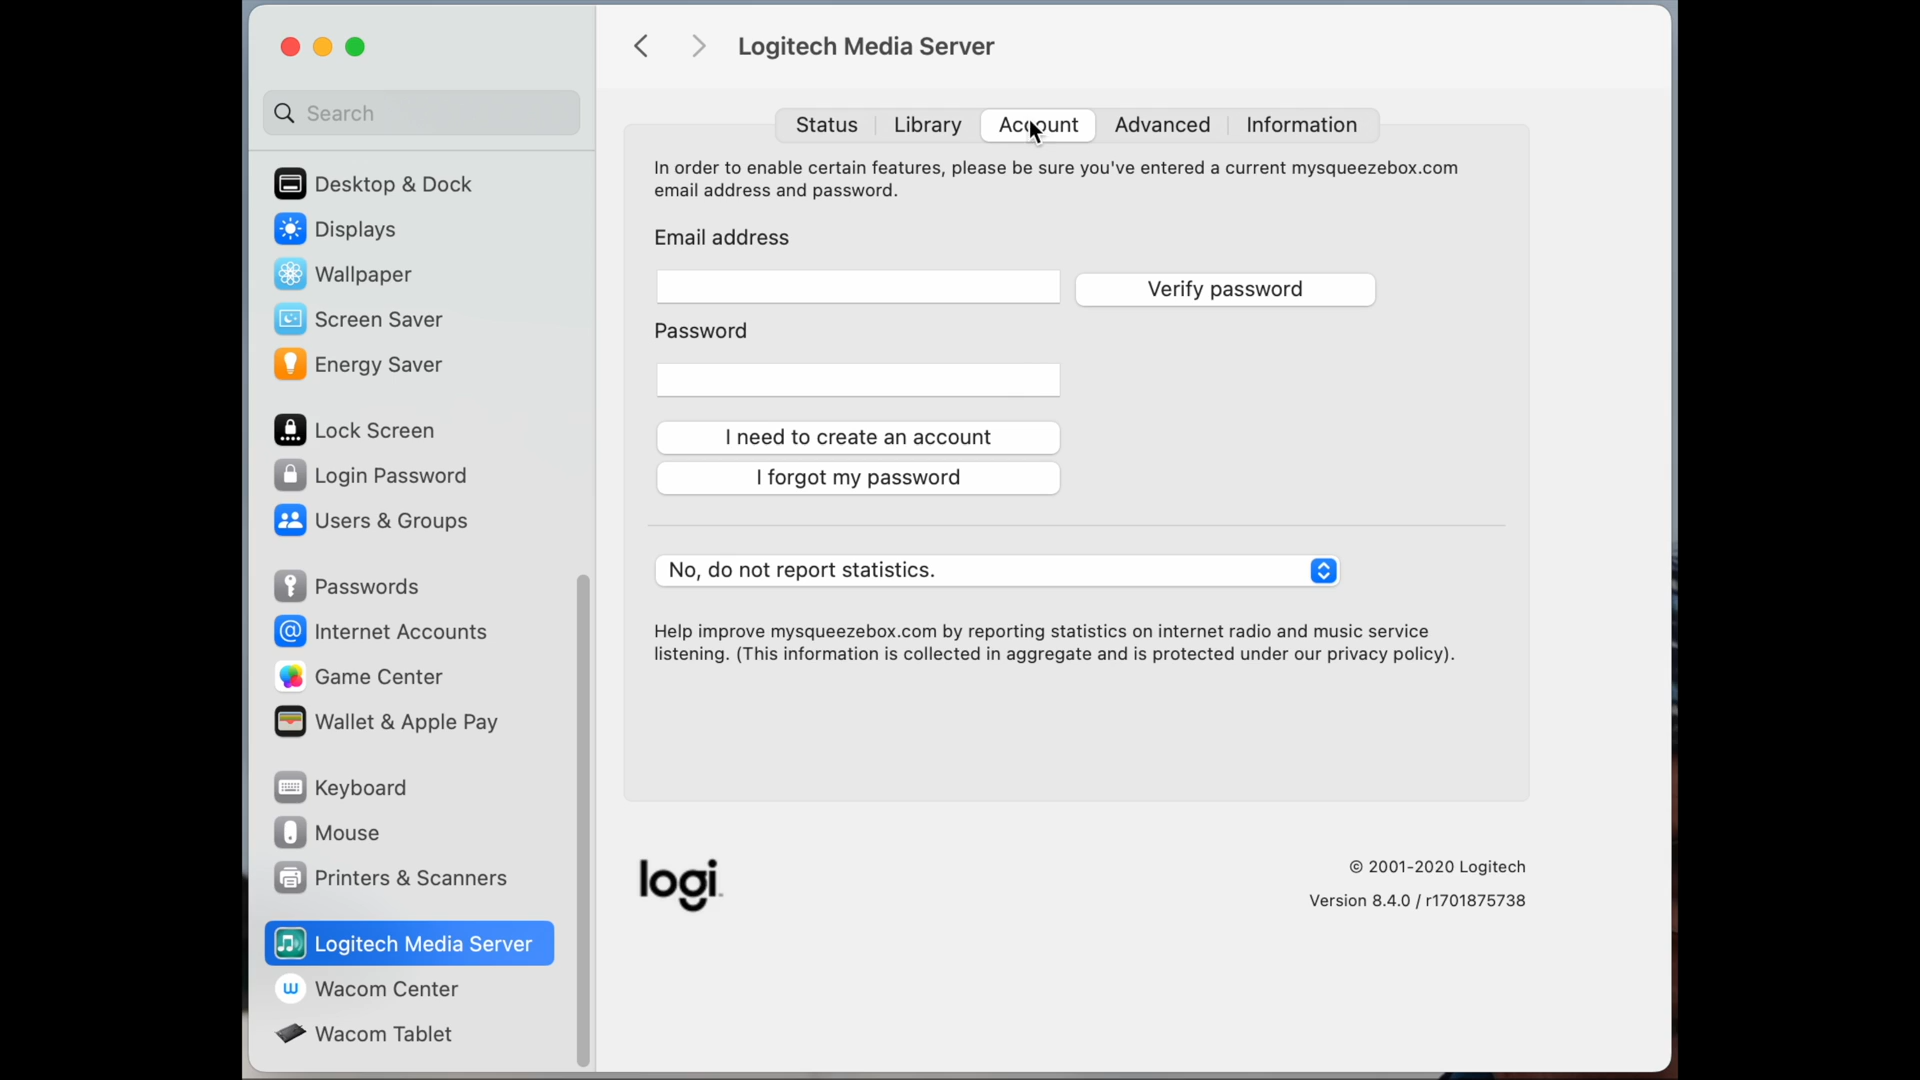 Logitech Media Server
Search
Status
Library
Account
Advanced
Information
In order to enable certain features, please be sure you've entered a current mysqueezebox.com
email address and password.
Email address
Verify password
Password
I need to create an account
I forgot my password
No, do not report statistics.
Help improve mysqueezebox.com by reporting statistics on internet radio and music service
listening. (This information is collected in aggregate and is protected under our privacy policy).
logi
© 2001-2020 Logitech
Version 8.4.0 / r1701875738
Desktop & Dock
Displays
Wallpaper
Screen Saver
Energy Saver
Lock Screen
Login Password
Users & Groups
Passwords
Internet Accounts
Game Center
Wallet & Apple Pay
Keyboard
Mouse
Printers & Scanners
Logitech Media Server
Wacom Center
Wacom Tablet